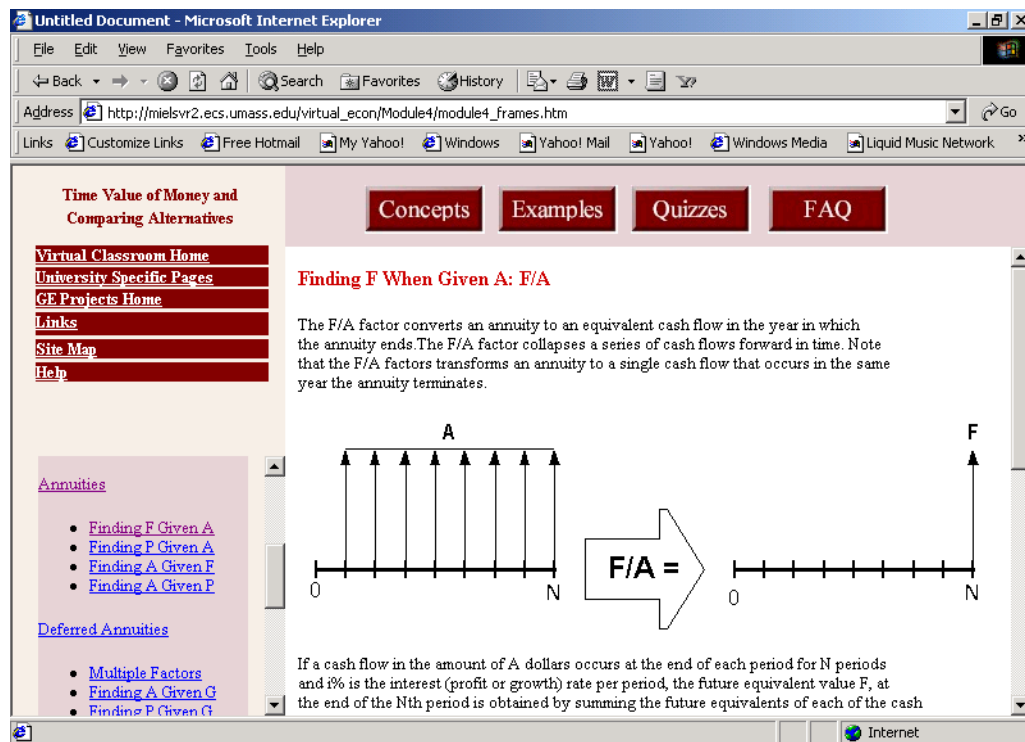 Untitled Document - Microsoft Internet Explorer
File Edit View Favorites Tools Help
Back Search Favorites History
Address http://mielsvr2.ecs.umass.edu/virtual_econ/Module4/module4_frames.htm Go
Links Customize Links Free Hotmail My Yahoo! Windows Yahoo! Mail Yahoo! Windows Media Liquid Music Network »
Time Value of Money and
Comparing Alternatives
Concepts Examples Quizzes FAQ
Virtual Classroom Home
University Specific Pages
GE Projects Home
Links
Site Map
Help
Annuities
Finding F Given A
Finding P Given A
Finding A Given F
Finding A Given P
Deferred Annuities
Multiple Factors
Finding A Given G
Finding P Given G
Finding F When Given A: F/A
The F/A factor converts an annuity to an equivalent cash flow in the year in which
the annuity ends.The F/A factor collapses a series of cash flows forward in time. Note
that the F/A factors transforms an annuity to a single cash flow that occurs in the same
year the annuity terminates.
A F
F/A =
0 N 0 N
If a cash flow in the amount of A dollars occurs at the end of each period for N periods
and i% is the interest (profit or growth) rate per period, the future equivalent value F, at
the end of the Nth period is obtained by summing the future equivalents of each of the cash
Internet